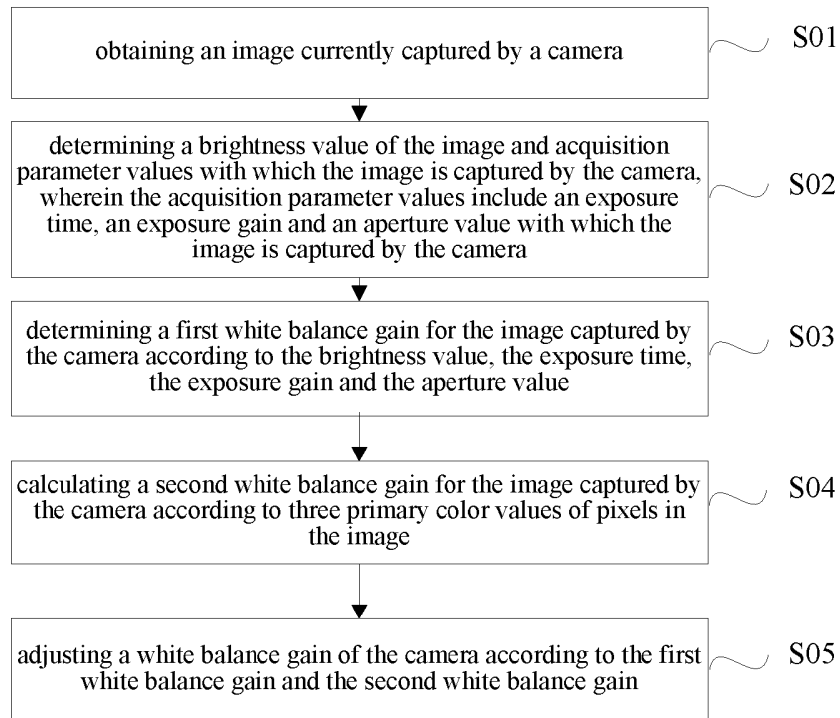 obtaining an image currently captured by a camera
S01
determining a brightness value of the image and acquisition
parameter values with which the image is captured by the camera,
wherein the acquisition parameter values include an exposure
time, an exposure gain and an aperture value with which the
image is captured by the camera
S02
determining a first white balance gain for the image captured by
the camera according to the brightness value, the exposure time,
the exposure gain and the aperture value
S03
calculating a second white balance gain for the image captured by
the camera according to three primary color values of pixels in
the image
S04
adjusting a white balance gain of the camera according to the first
white balance gain and the second white balance gain
S05